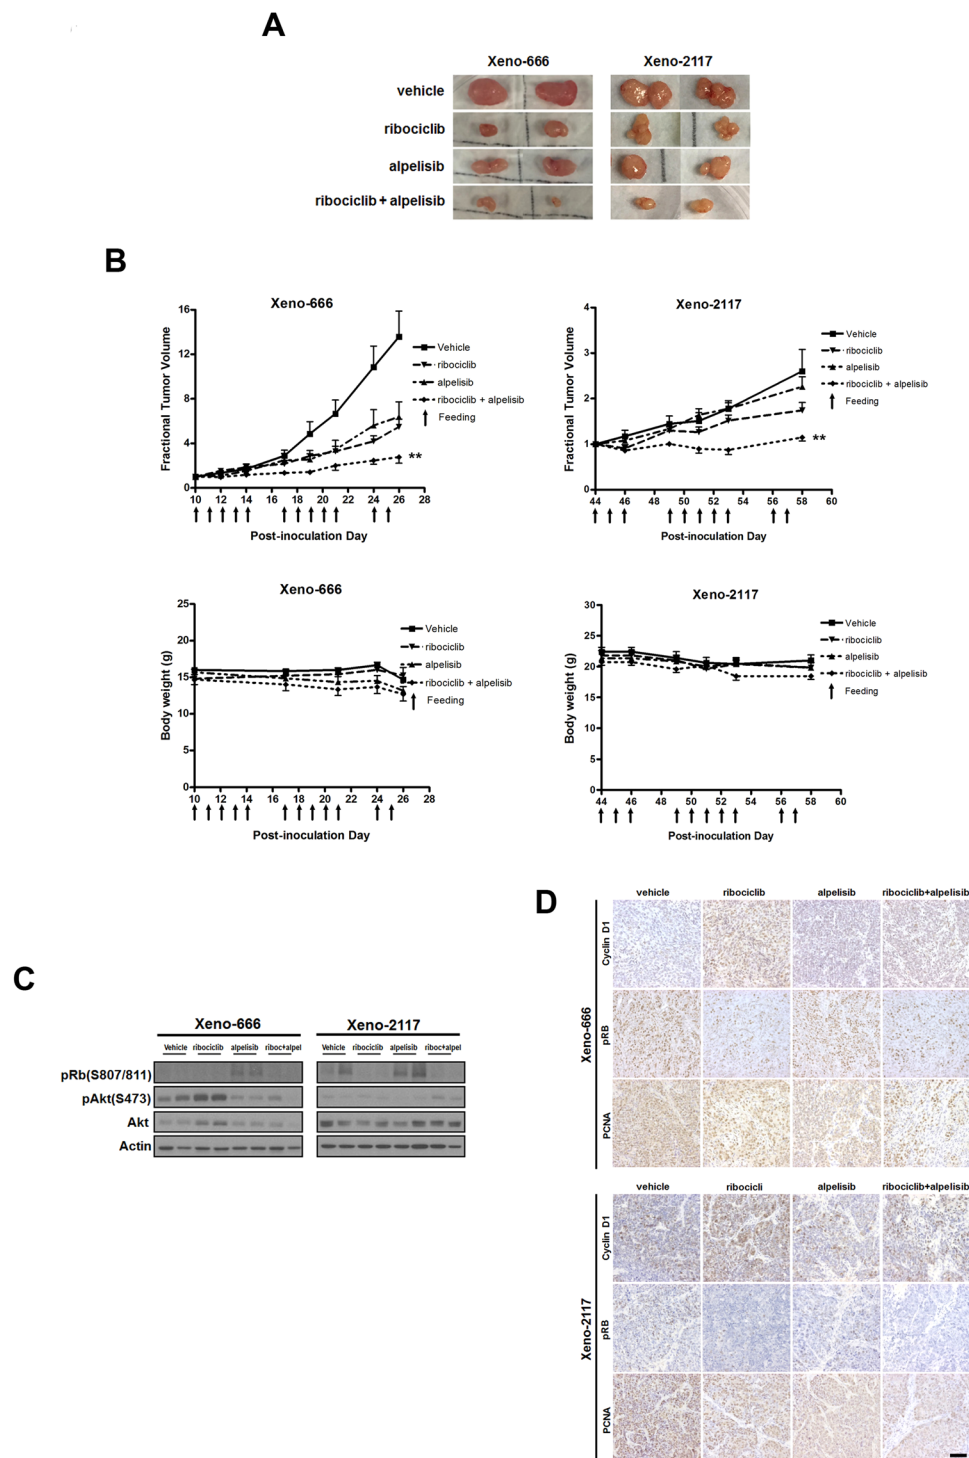 A
Xeno-666 Xeno-2117
vehicle
ribociclib
alpelisib
ribociclib + alpelisib
B
Xeno-666
Fractional Tumor Volume
16
12
8
4
0
10 12 14 16 18 20 22 24 26 28
Post-inoculation Day
Vehicle
ribociclib
alpelisib
ribociclib + alpelisib
Feeding
**
Xeno-2117
Fractional Tumor Volume
4
3
2
1
0
44 46 48 50 52 54 56 58 60
Post-inoculation Day
Vehicle
ribociclib
alpelisib
ribociclib + alpelisib
Feeding
**
Xeno-666
Body weight (g)
25
20
15
10
5
0
10 12 14 16 18 20 22 24 26 28
Post-inoculation Day
Vehicle
ribociclib
alpelisib
ribociclib + alpelisib
Feeding
Xeno-2117
Body weight (g)
30
25
20
15
10
5
0
44 46 48 50 52 54 56 58 60
Post-inoculation Day
Vehicle
ribociclib
alpelisib
ribociclib + alpelisib
Feeding
C
Xeno-666 Xeno-2117
Vehicle ribociclib alpelisib riboc+alpel Vehicle ribociclib alpelisib riboc+alpel
pRb(S807/811)
pAkt(S473)
Akt
Actin
D
vehicle ribociclib alpelisib ribociclib+alpelisib
Xeno-666
Cyclin D1
pRB
PCNA
vehicle ribocicli alpelisib ribociclib+alpelisib
Xeno-2117
Cyclin D1
pRB
PCNA